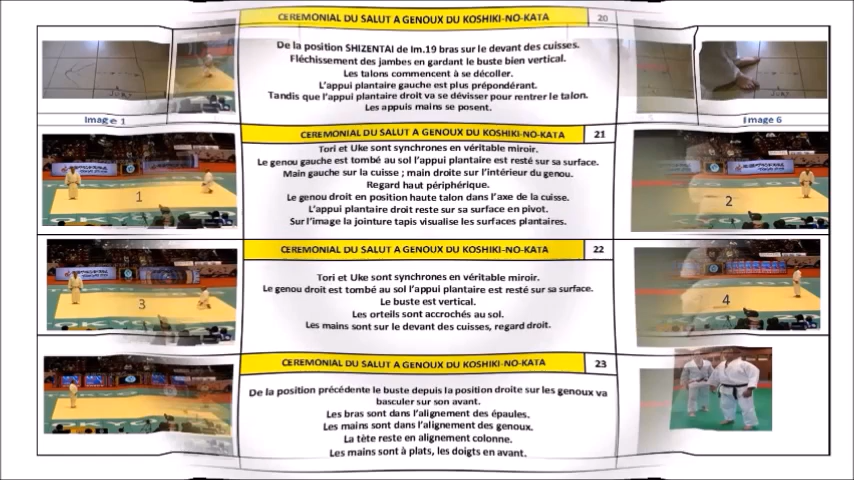 CEREMONIAL DU SALUT A GENOUX DU KOSHIKI-NO-KATA 20
De la position SHIZENTAI de Im.19 bras sur le devant des cuisses.
Fléchissement des jambes en gardant le buste bien vertical.
Les talons commencent à se décoller.
L'appui plantaire gauche est plus prépondérant.
Tandis que l'appui plantaire droit va se dévisser pour rentrer le talon.
Les appuis mains se posent.
Image 1
Image 6
CEREMONIAL DU SALUT A GENOUX DU KOSHIKI-NO-KATA 21
Tori et Uke sont synchrones en véritable miroir.
Le genou gauche est tombé au sol l'appui plantaire est resté sur sa surface.
Main gauche sur la cuisse ; main droite sur l'intérieur du genou.
Regard haut périphérique.
Le genou droit en position haute talon dans l'axe de la cuisse.
L'appui plantaire droit reste sur sa surface en pivot.
Sur l'image la jointure tapis visualise les surfaces plantaires.
1
2
CEREMONIAL DU SALUT A GENOUX DU KOSHIKI-NO-KATA 22
Tori et Uke sont synchrones en véritable miroir.
Le genou droit est tombé au sol l'appui plantaire est resté sur sa surface.
Le buste est vertical.
Les orteils sont accrochés au sol.
Les mains sont sur le devant des cuisses, regard droit.
3
4
CEREMONIAL DU SALUT A GENOUX DU KOSHIKI-NO-KATA 23
De la position précédente le buste depuis la position droite sur les genoux va
basculer sur son avant.
Les bras sont dans l'alignement des épaules.
Les mains sont dans l'alignement des genoux.
La tète reste en alignement colonne.
Les mains sont à plats, les doigts en avant.